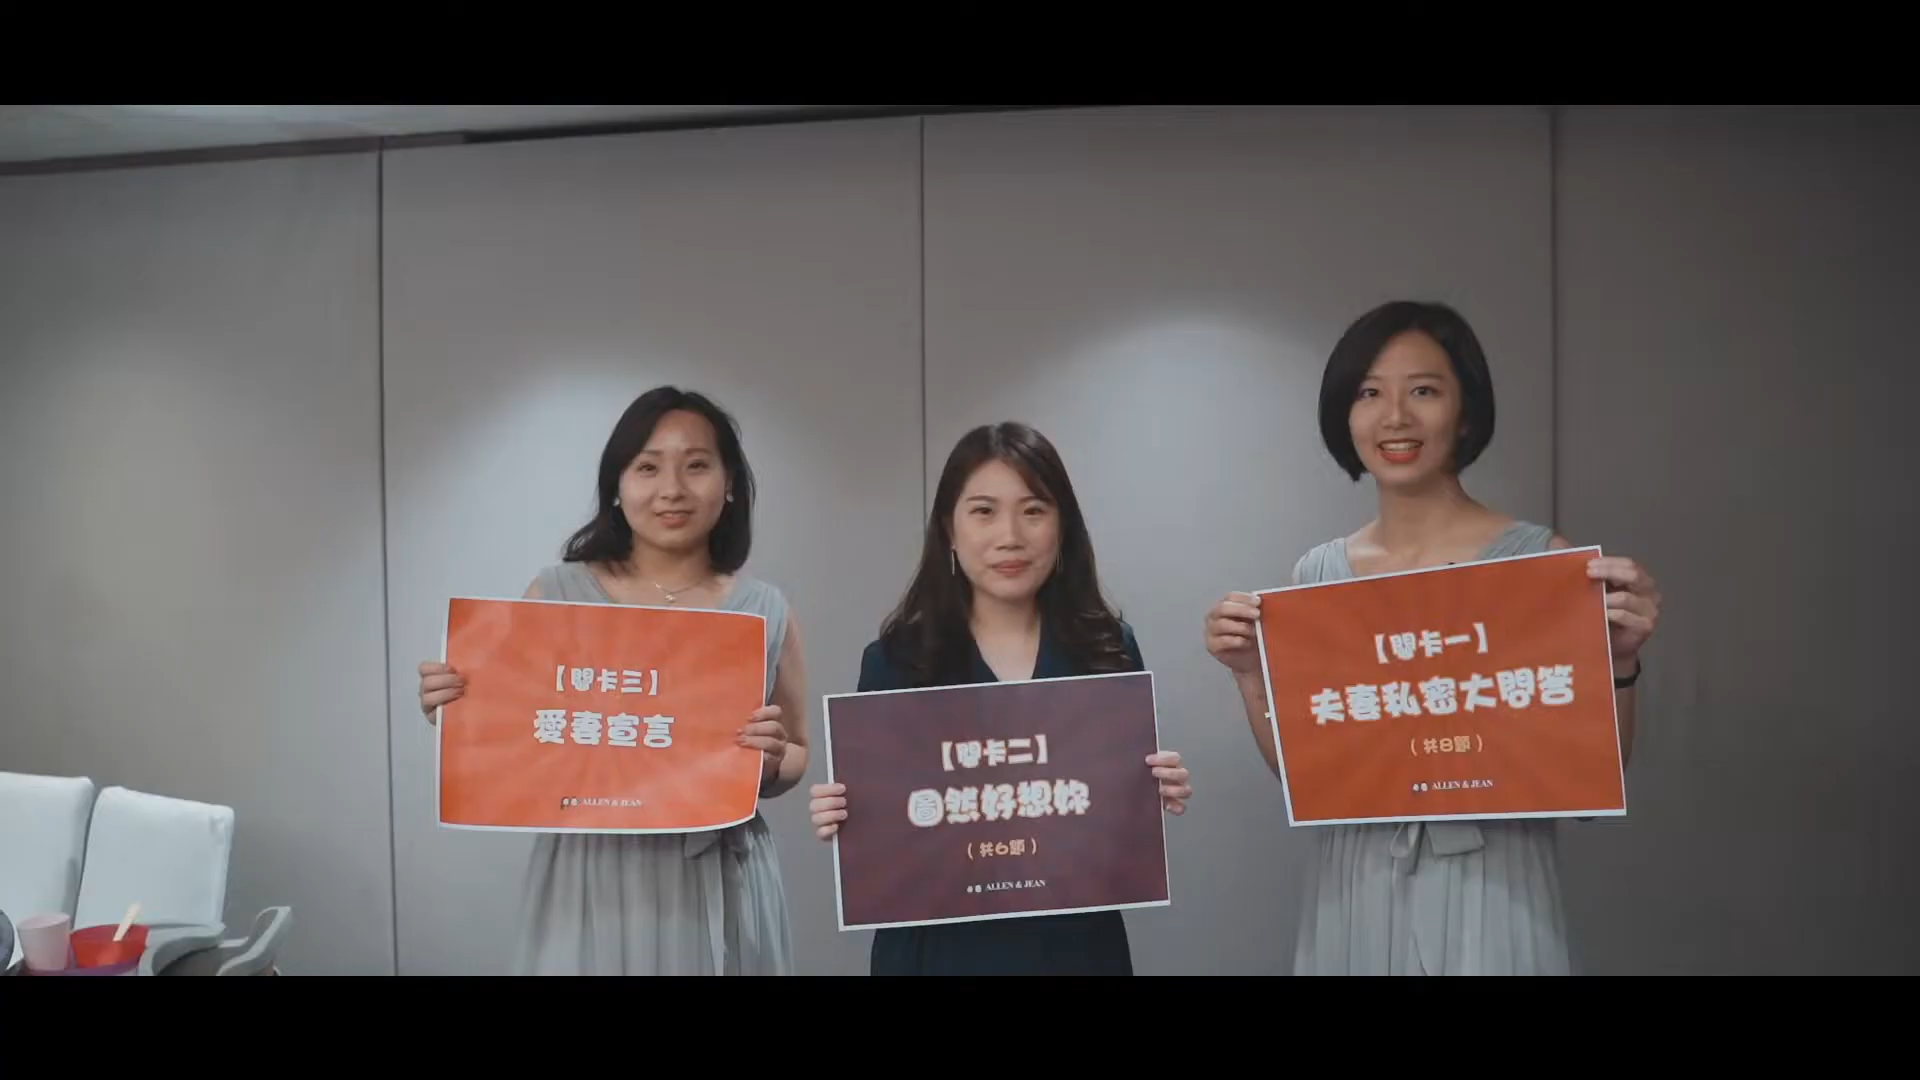 【關卡三】
愛妻宣言
ALLEN & JEAN
【關卡二】
圖然好想妳
(共6題)
ALLEN & JEAN
【關卡一】
夫妻私密大問答
(共8題)
ALLEN & JEAN